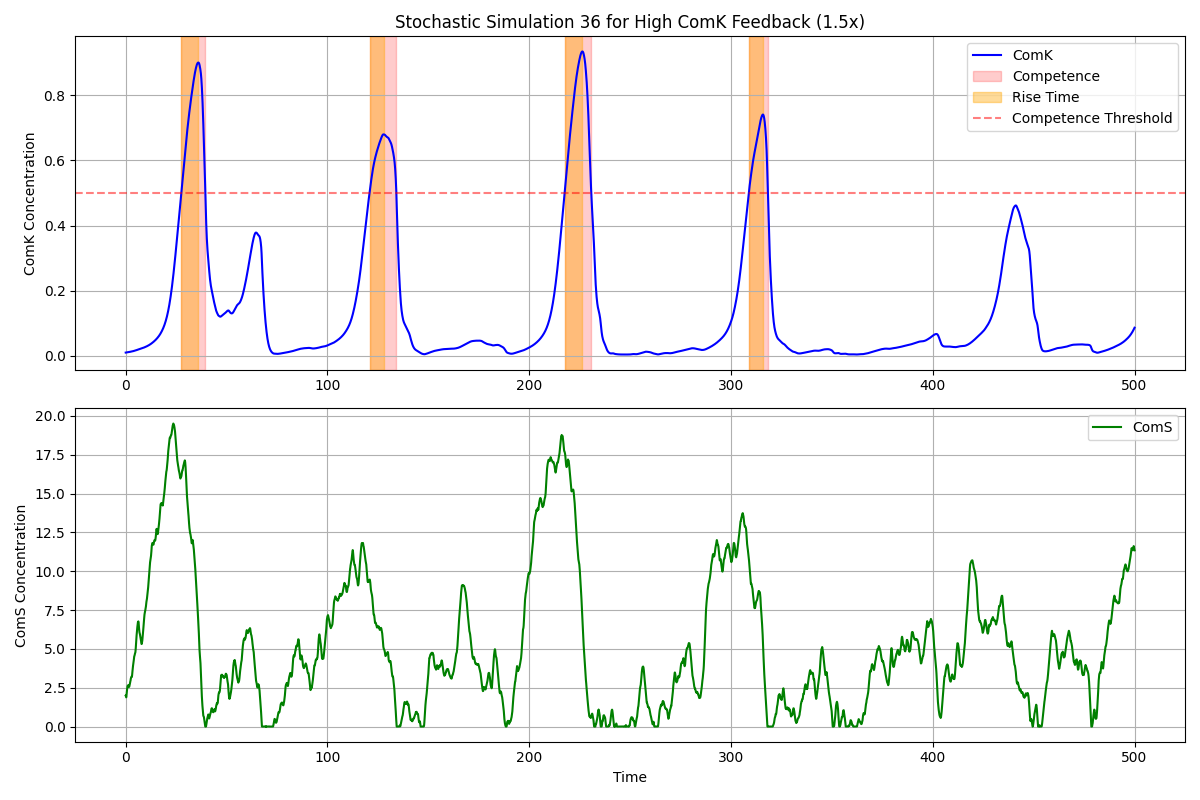 Stochastic Simulation 36 for High ComK Feedback (1.5x)
ComK Concentration
0.8
0.6
0.4
0.2
0.0
ComK
Competence
Rise Time
Competence Threshold
0 100 200 300 400 500
ComS Concentration
20.0
17.5
15.0
12.5
10.0
7.5
5.0
2.5
0.0
ComS
0 100 200 300 400 500
Time